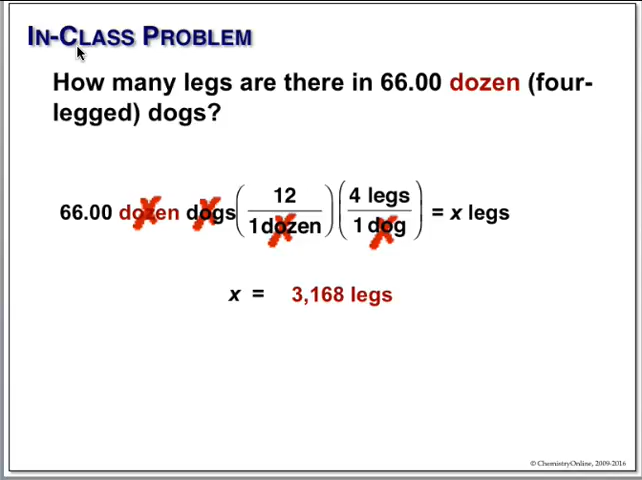 IN-CLASS PROBLEM
How many legs are there in 66.00 dozen (four-
legged) dogs?
66.00 dozen dogs (12 / 1 dozen) (4 legs / 1 dog) = x legs
x = 3,168 legs
© ChemistryOnline, 2009-2016